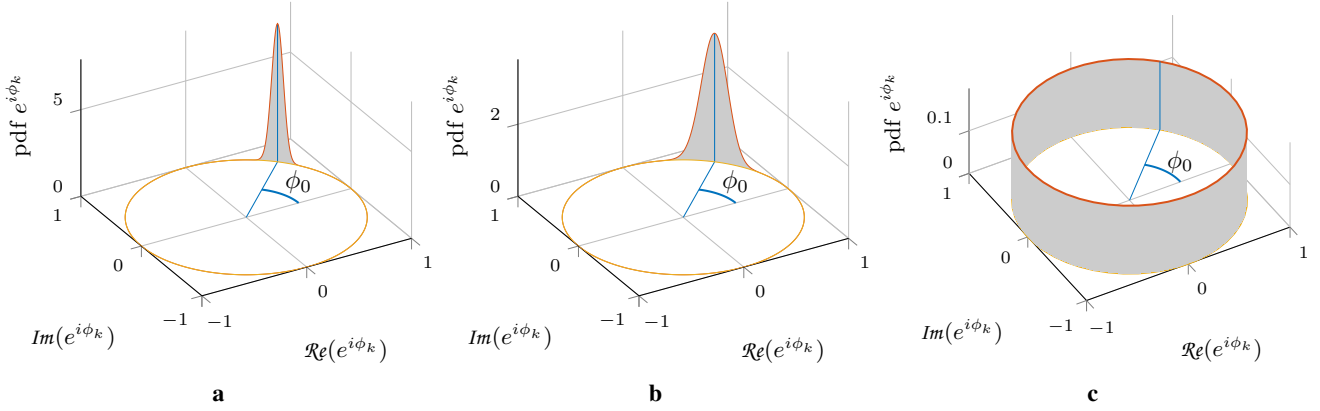 pdf e^{iϕ_k}
5
0
1
0
−1
−1
0
1
ϕ_0
Im(e^{iϕ_k})
Re(e^{iϕ_k})
a
pdf e^{iϕ_k}
2
0
1
0
−1
−1
0
1
ϕ_0
Im(e^{iϕ_k})
Re(e^{iϕ_k})
b
pdf e^{iϕ_k}
0.1
0
1
0
−1
−1
0
1
ϕ_0
Im(e^{iϕ_k})
Re(e^{iϕ_k})
c